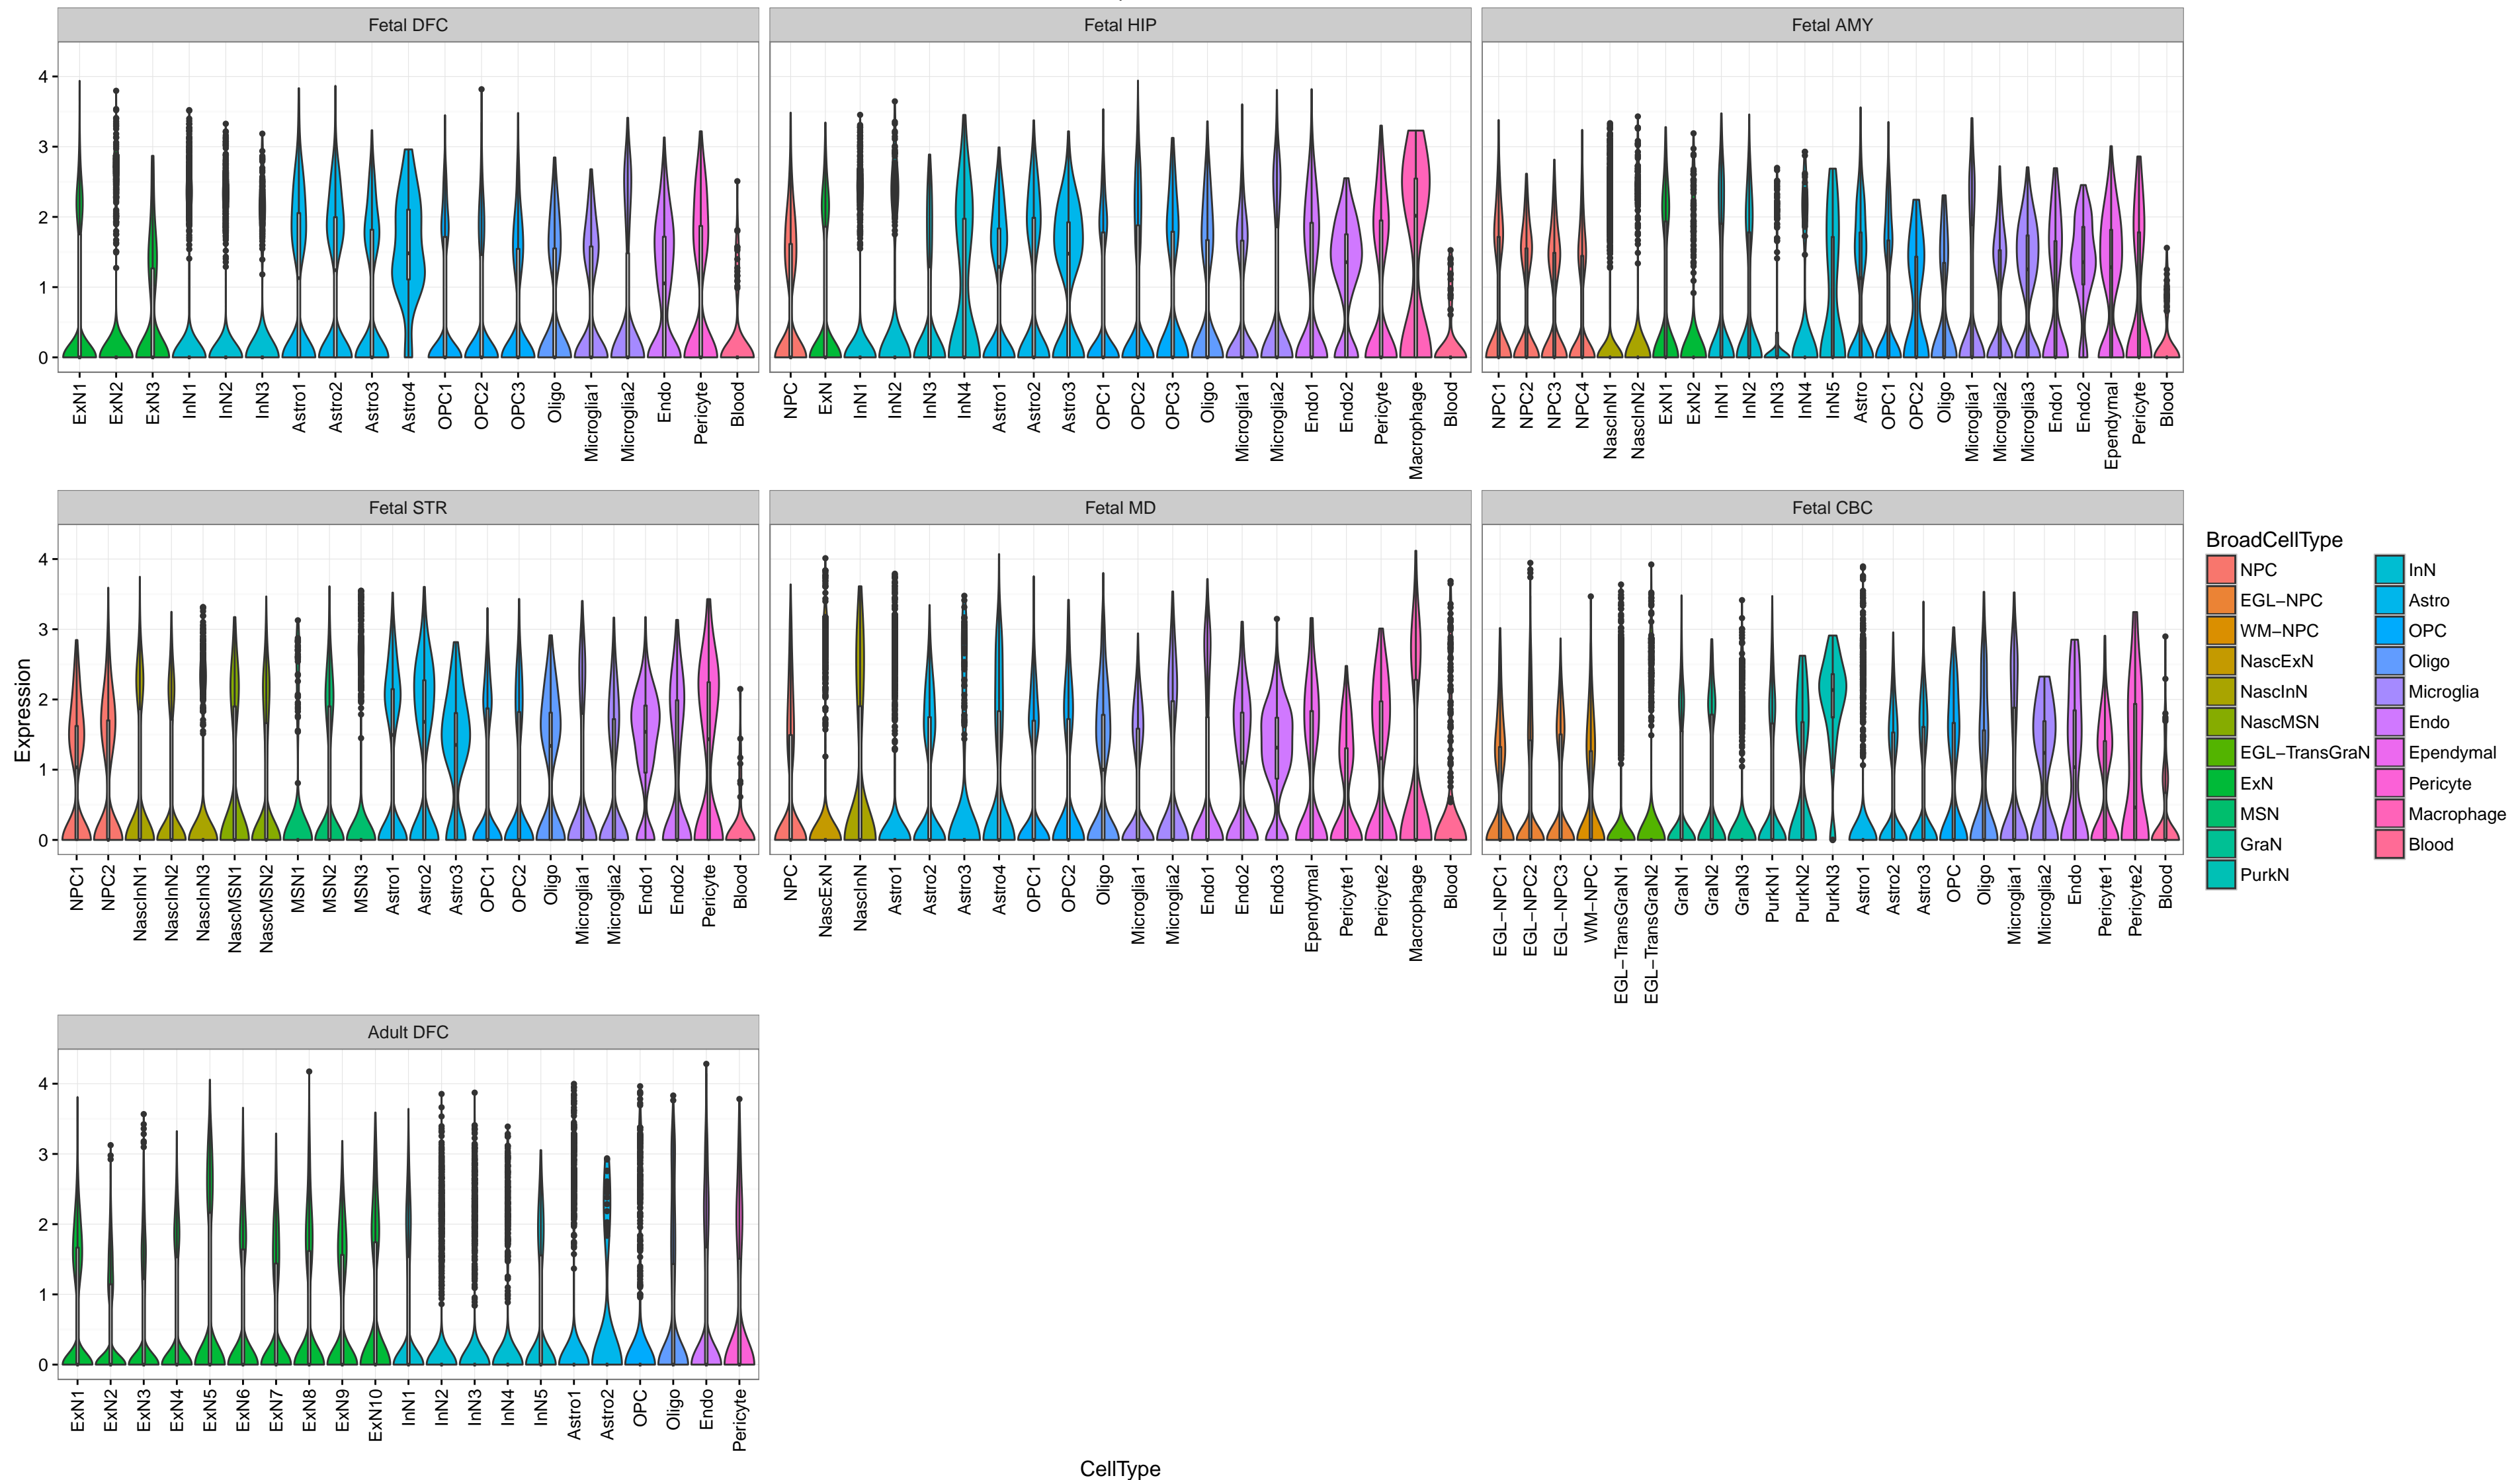 Fetal DFC
Fetal HIP
Fetal AMY
4
3
2
1
0
ExN1 ExN2 ExN3 InN1 InN2 InN3 Astro1 Astro2 Astro3 Astro4 OPC1 OPC2 OPC3 Oligo Microglia1 Microglia2 Endo Pericyte Blood
NPC ExN InN1 InN2 InN3 InN4 Astro1 Astro2 Astro3 OPC1 OPC2 OPC3 Oligo Microglia1 Microglia2 Endo1 Endo2 Pericyte Macrophage Blood
NPC1 NPC2 NPC3 NPC4 NascInN1 NascInN2 ExN1 ExN2 InN1 InN2 InN3 InN4 InN5 Astro OPC1 OPC2 Oligo Microglia1 Microglia2 Microglia3 Endo1 Endo2 Ependymal Pericyte Blood
Fetal STR
Fetal MD
Fetal CBC
Expression
4
3
2
1
0
NPC1 NPC2 NascInN1 NascInN2 NascInN3 NascMSN1 NascMSN2 MSN1 MSN2 MSN3 Astro1 Astro2 Astro3 OPC1 OPC2 Oligo Microglia1 Microglia2 Endo1 Endo2 Pericyte Blood
NPC NascExN NascInN Astro1 Astro2 Astro3 Astro4 OPC1 OPC2 Oligo Microglia1 Microglia2 Endo1 Endo2 Endo3 Ependymal Pericyte1 Pericyte2 Macrophage Blood
EGL−NPC1 EGL−NPC2 EGL−NPC3 WM−NPC EGL−TransGraN1 EGL−TransGraN2 GraN1 GraN2 GraN3 PurkN1 PurkN2 PurkN3 Astro1 Astro2 Astro3 OPC Oligo Microglia1 Microglia2 Endo Pericyte1 Pericyte2 Blood
BroadCellType
NPC
EGL−NPC
WM−NPC
NascExN
NascInN
NascMSN
EGL−TransGraN
ExN
MSN
GraN
PurkN
InN
Astro
OPC
Oligo
Microglia
Endo
Ependymal
Pericyte
Macrophage
Blood
Adult DFC
4
3
2
1
0
ExN1 ExN2 ExN3 ExN4 ExN5 ExN6 ExN7 ExN8 ExN9 ExN10 InN1 InN2 InN3 InN4 InN5 Astro1 Astro2 OPC Oligo Endo Pericyte
CellType